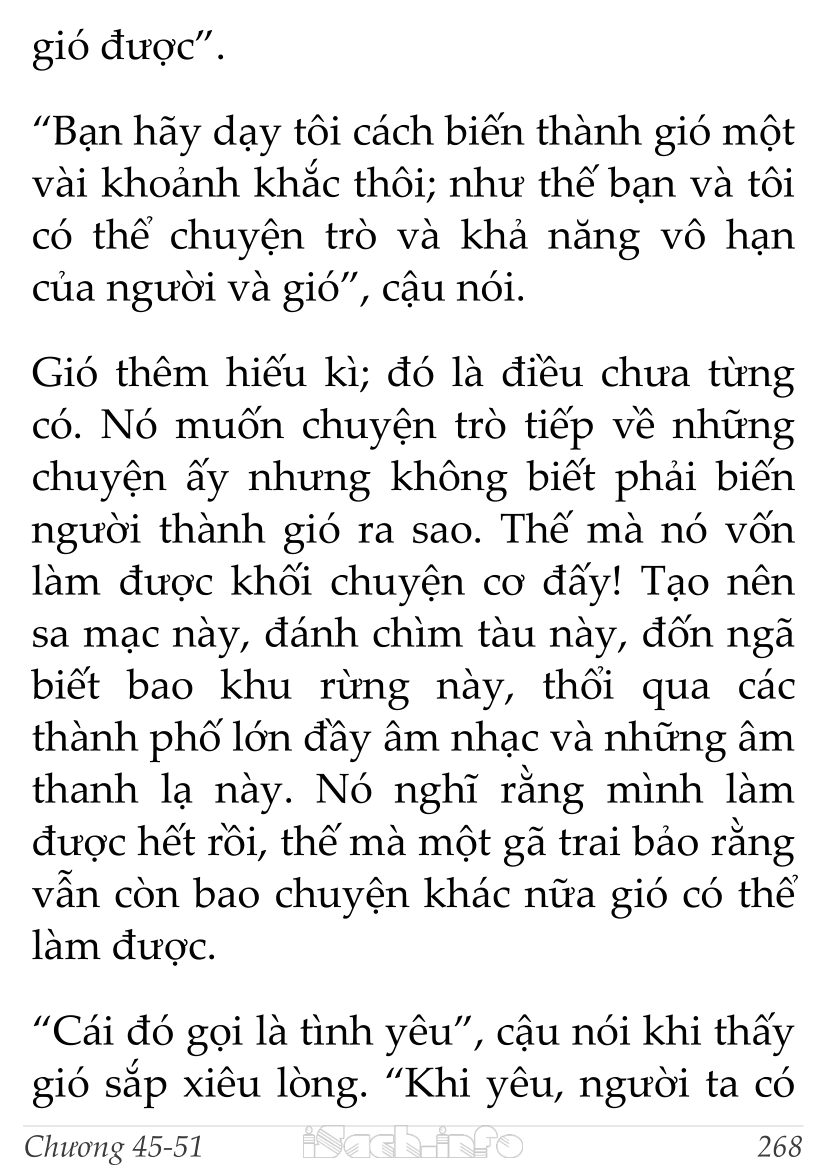 gió được”.
“Bạn hãy dạy tôi cách biến thành gió một
vài khoảnh khắc thôi; như thế bạn và tôi
có thể chuyện trò và khả năng vô hạn
của người và gió”, cậu nói.
Gió thêm hiếu kì; đó là điều chưa từng
có. Nó muốn chuyện trò tiếp về những
chuyện ấy nhưng không biết phải biến
người thành gió ra sao. Thế mà nó vốn
làm được khối chuyện cơ đấy! Tạo nên
sa mạc này, đánh chìm tàu này, đốn ngã
biết bao khu rừng này, thổi qua các
thành phố lớn đầy âm nhạc và những âm
thanh lạ này. Nó nghĩ rằng mình làm
được hết rồi, thế mà một gã trai bảo rằng
vẫn còn bao chuyện khác nữa gió có thể
làm được.
“Cái đó gọi là tình yêu”, cậu nói khi thấy
gió sắp xiêu lòng. “Khi yêu, người ta có
Chương 45-51 iSach.info 268